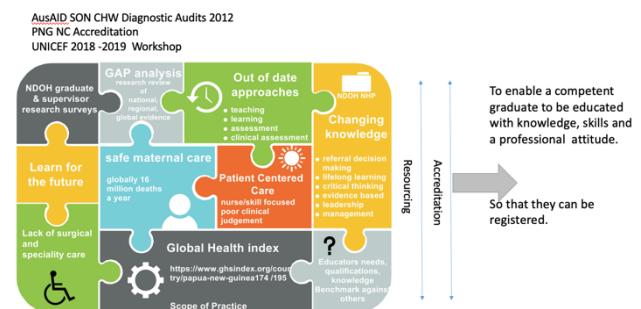 AusAID SON CHW Diagnostic Audits 2012
PNG NC Accreditation
UNICEF 2018 -2019  Workshop
NDOH graduate
& supervisor
research surveys
GAP analysis
research review
of
national,
regional,
global evidence
Out of date
approaches
• teaching
• learning
• assessment
• clinical assessment
NDOH NHP
Changing
knowledge
• referral decision
making
• lifelong learning
• critical thinking
• evidence based
• leadership
• management
Learn for
the future
safe maternal care
globally 16
million deaths
a year
Patient Centered
Care
nurse/skill focused
poor clinical
judgement
Lack of surgical
and
speciality care
Global Health index
https://www.ghsindex.org/coun
try/papua-new-guinea174 /195
Scope of Practice
?
Educators needs,
qualifications,
knowledge
Benchmark against
others
Resourcing
Accreditation
To enable a competent
graduate to be educated
with knowledge, skills and
a professional  attitude.
So that they can be
registered.